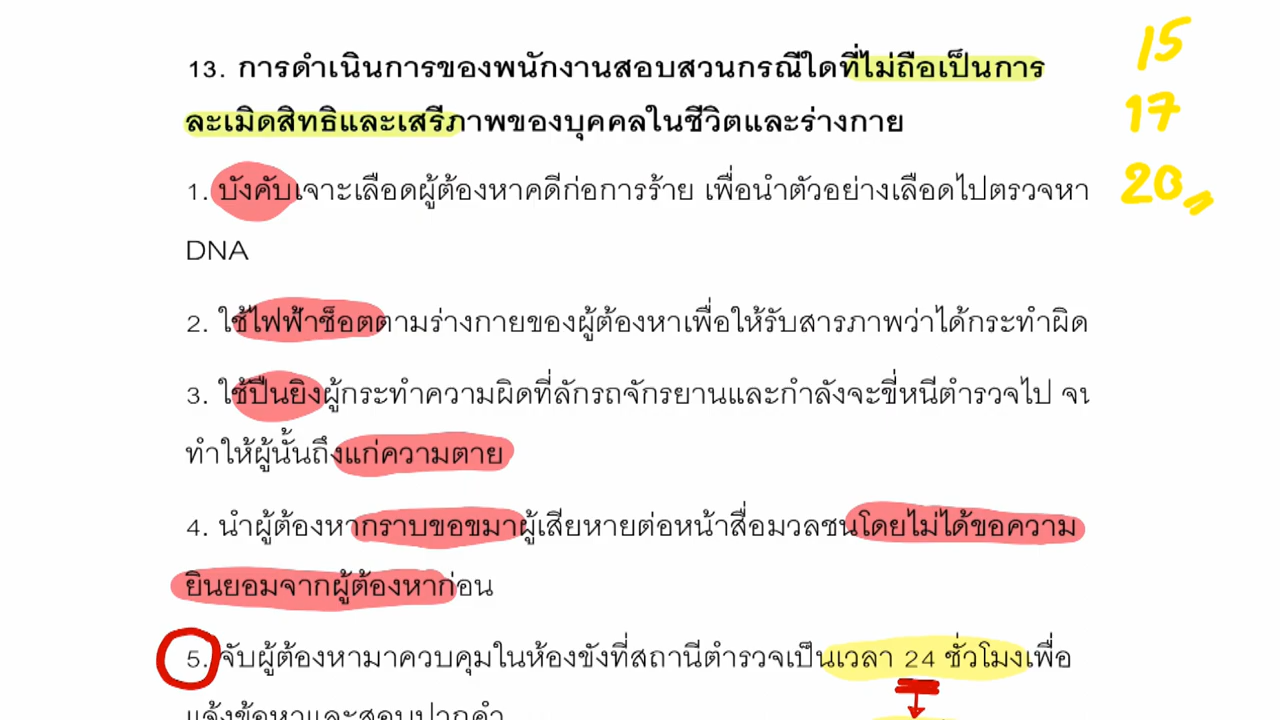 13. การดำเนินการของพนักงานสอบสวนกรณีใดที่ไม่ถือเป็นการ
ละเมิดสิทธิและเสรีภาพของบุคคลในชีวิตและร่างกาย
1. บังคับเจาะเลือดผู้ต้องหาคดีก่อการร้าย เพื่อนำตัวอย่างเลือดไปตรวจหา
DNA
2. ใช้ไฟฟ้าช็อตตามร่างกายของผู้ต้องหาเพื่อให้รับสารภาพว่าได้กระทำผิด
3. ใช้ปืนยิงผู้กระทำความผิดที่ลักรถจักรยานและกำลังจะขี่หนีตำรวจไป จน
ทำให้ผู้นั้นถึงแก่ความตาย
4. นำผู้ต้องหากราบขอขมาผู้เสียหายต่อหน้าสื่อมวลชนโดยไม่ได้ขอความ
ยินยอมจากผู้ต้องหาก่อน
5. จับผู้ต้องหามาควบคุมในห้องขังที่สถานีตำรวจเป็นเวลา 24 ชั่วโมงเพื่อ
แจ้งข้อหาและสอบปากคำ
15
17
20